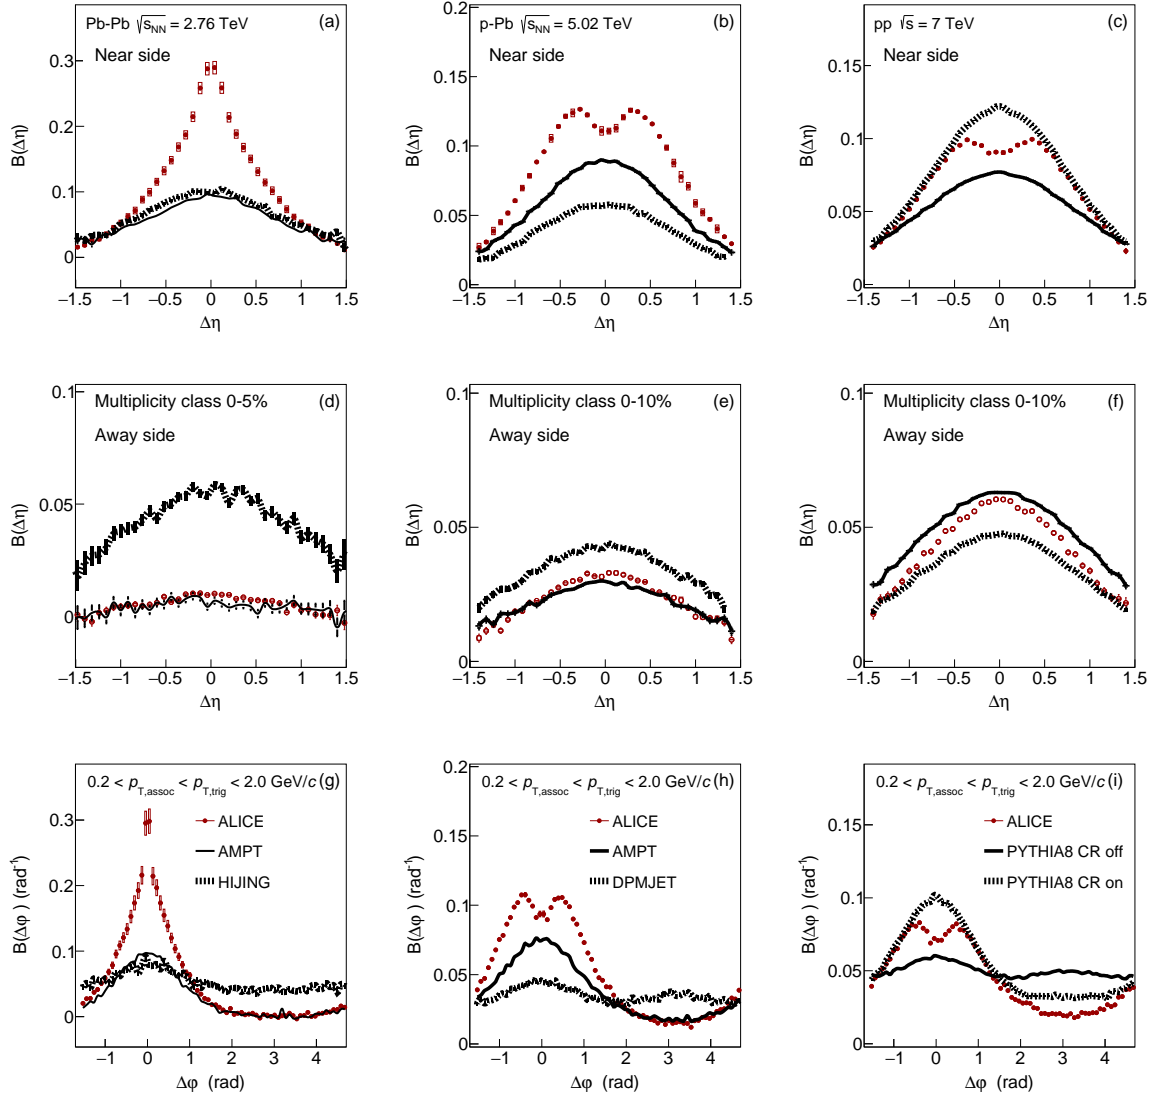 Pb-Pb √s_NN = 2.76 TeV (a)
Near side
B(Δη)
0.3
0.2
0.1
0
−1.5 −1 −0.5 0 0.5 1 1.5
Δη
p-Pb √s_NN = 5.02 TeV (b)
Near side
B(Δη)
0.2
0.15
0.1
0.05
0
−1.5 −1 −0.5 0 0.5 1 1.5
Δη
pp √s = 7 TeV (c)
Near side
B(Δη)
0.15
0.1
0.05
0
−1.5 −1 −0.5 0 0.5 1 1.5
Δη
Multiplicity class 0-5% (d)
Away side
B(Δη)
0.1
0.05
0
−1.5 −1 −0.5 0 0.5 1 1.5
Δη
Multiplicity class 0-10% (e)
Away side
B(Δη)
0.1
0.05
0
−1.5 −1 −0.5 0 0.5 1 1.5
Δη
Multiplicity class 0-10% (f)
Away side
B(Δη)
0.1
0.05
0
−1.5 −1 −0.5 0 0.5 1 1.5
Δη
0.2 < p_T,assoc < p_T,trig < 2.0 GeV/c (g)
ALICE
AMPT
HIJING
B(Δφ) (rad⁻¹)
0.3
0.2
0.1
0
−1 0 1 2 3 4
Δφ (rad)
0.2 < p_T,assoc < p_T,trig < 2.0 GeV/c (h)
ALICE
AMPT
DPMJET
B(Δφ) (rad⁻¹)
0.2
0.15
0.1
0.05
0
−1 0 1 2 3 4
Δφ (rad)
0.2 < p_T,assoc < p_T,trig < 2.0 GeV/c (i)
ALICE
PYTHIA8 CR off
PYTHIA8 CR on
B(Δφ) (rad⁻¹)
0.15
0.1
0.05
0
−1 0 1 2 3 4
Δφ (rad)